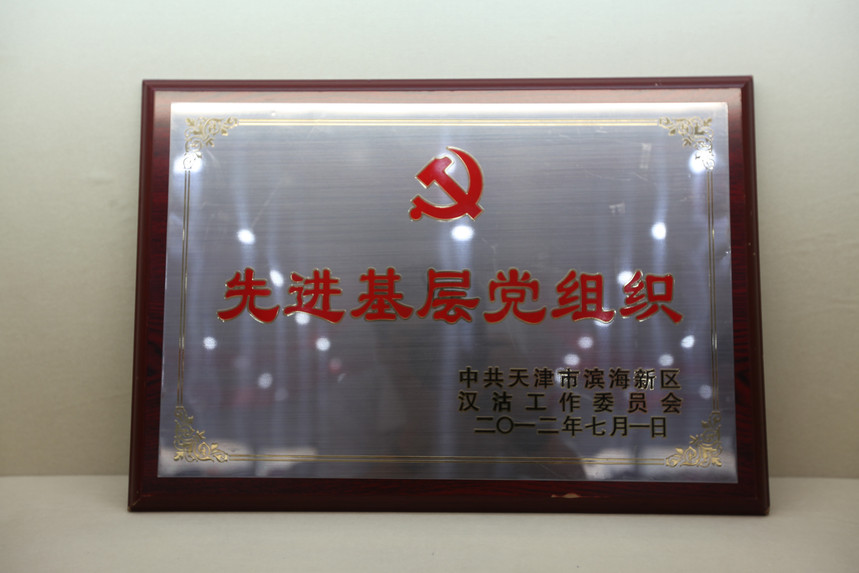 先进基层党组织
中共天津市滨海新区
汉沽工作委员会
二〇一二年七月一日